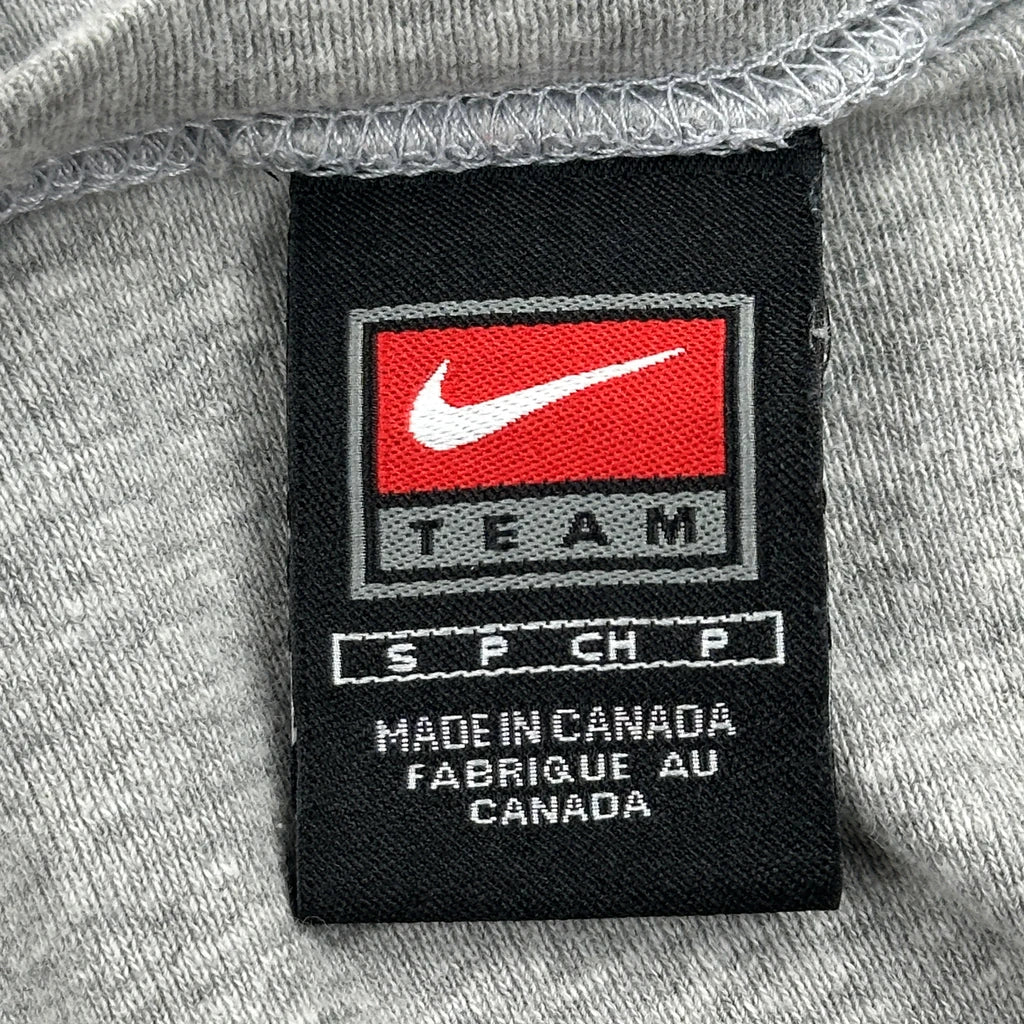 TEAM
S P CH P
MADE IN CANADA
FABRIQUE AU
CANADA